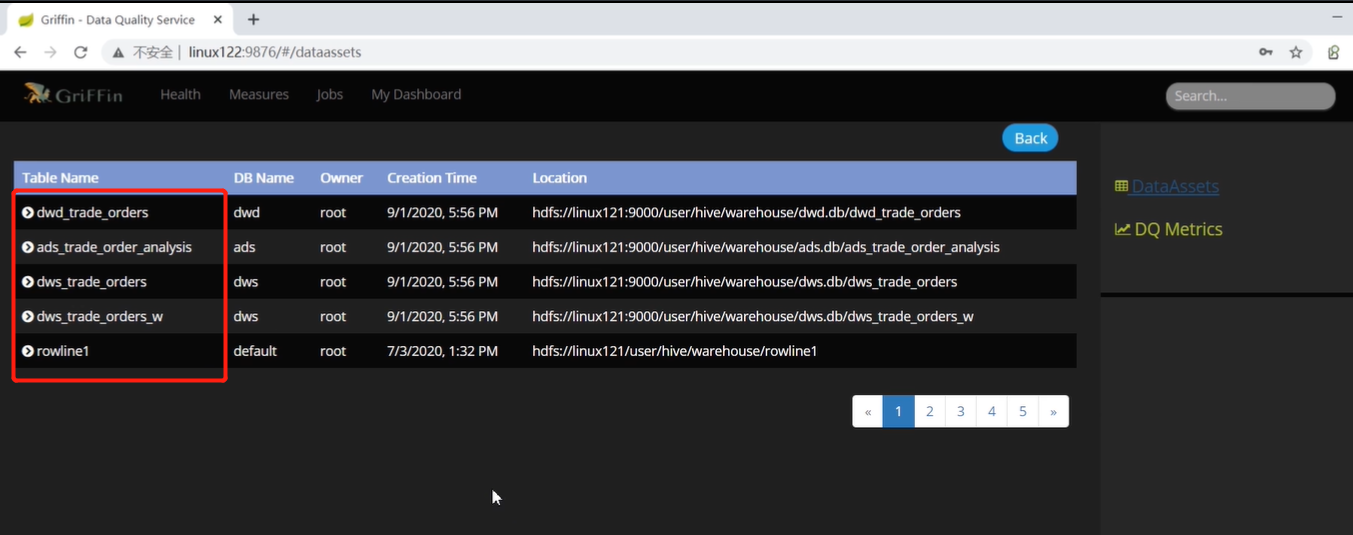 Griffin - Data Quality Service
不安全 | linux122:9876/#/dataassets
GriFFin Health Measures Jobs My Dashboard Search...
Back
Table Name DB Name Owner Creation Time Location
dwd_trade_orders dwd root 9/1/2020, 5:56 PM hdfs://linux121:9000/user/hive/warehouse/dwd.db/dwd_trade_orders
ads_trade_order_analysis ads root 9/1/2020, 5:56 PM hdfs://linux121:9000/user/hive/warehouse/ads.db/ads_trade_order_analysis
dws_trade_orders dws root 9/1/2020, 5:56 PM hdfs://linux121:9000/user/hive/warehouse/dws.db/dws_trade_orders
dws_trade_orders_w dws root 9/1/2020, 5:56 PM hdfs://linux121:9000/user/hive/warehouse/dws.db/dws_trade_orders_w
rowline1 default root 7/3/2020, 1:32 PM hdfs://linux121/user/hive/warehouse/rowline1
« 1 2 3 4 5 »
DataAssets
DQ Metrics